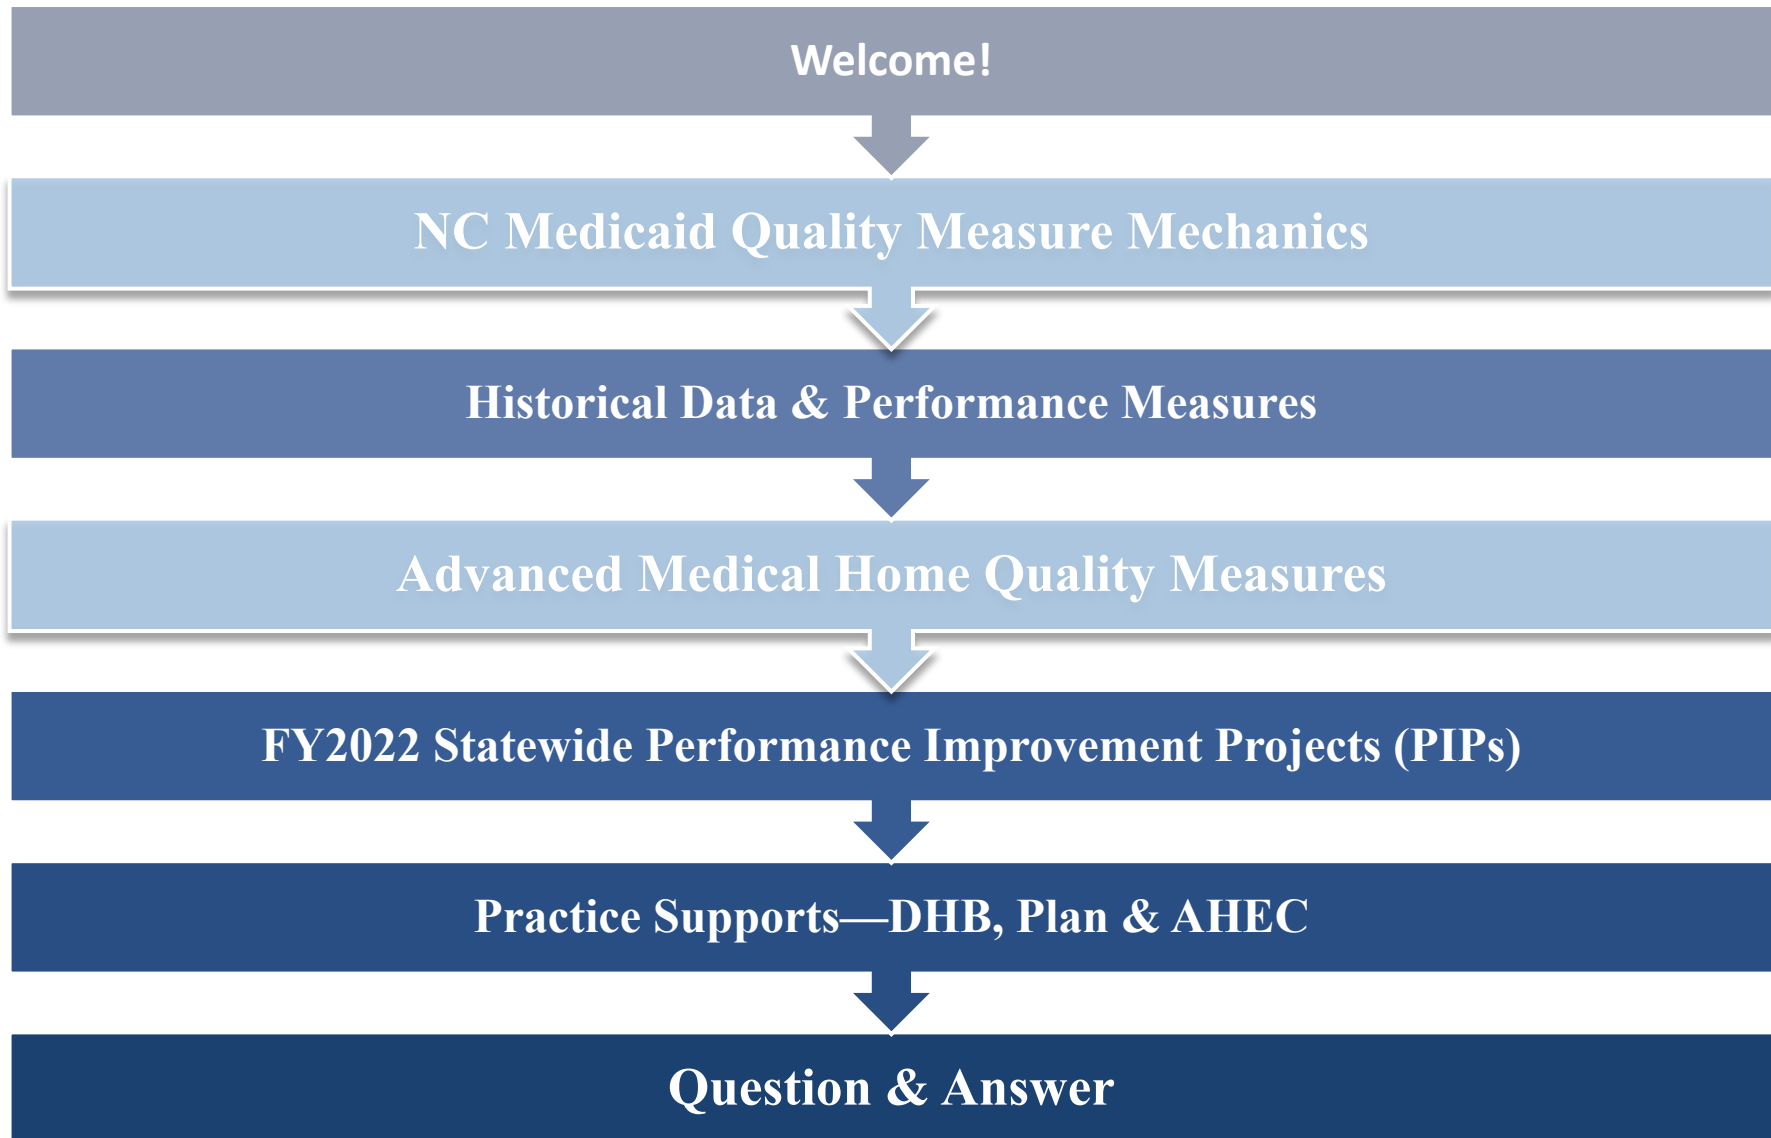 Welcome!
NC Medicaid Quality Measure Mechanics
Historical Data & Performance Measures
Advanced Medical Home Quality Measures
FY2022 Statewide Performance Improvement Projects (PIPs)
Practice Supports—DHB, Plan & AHEC
Question & Answer